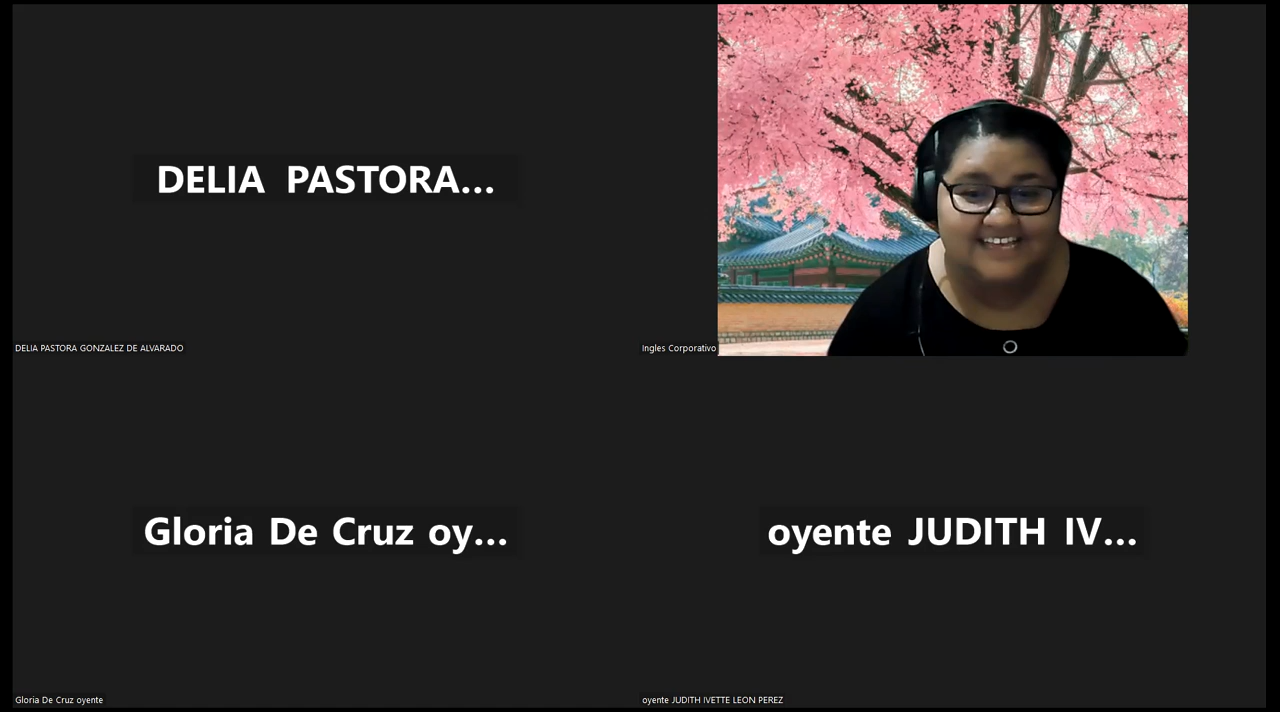 DELIA PASTORA...
DELIA PASTORA GONZALEZ DE ALVARADO
Ingles Corporativo
Gloria De Cruz oy...
oyente JUDITH IV...
Gloria De Cruz oyente
oyente JUDITH IVETTE LEON PEREZ